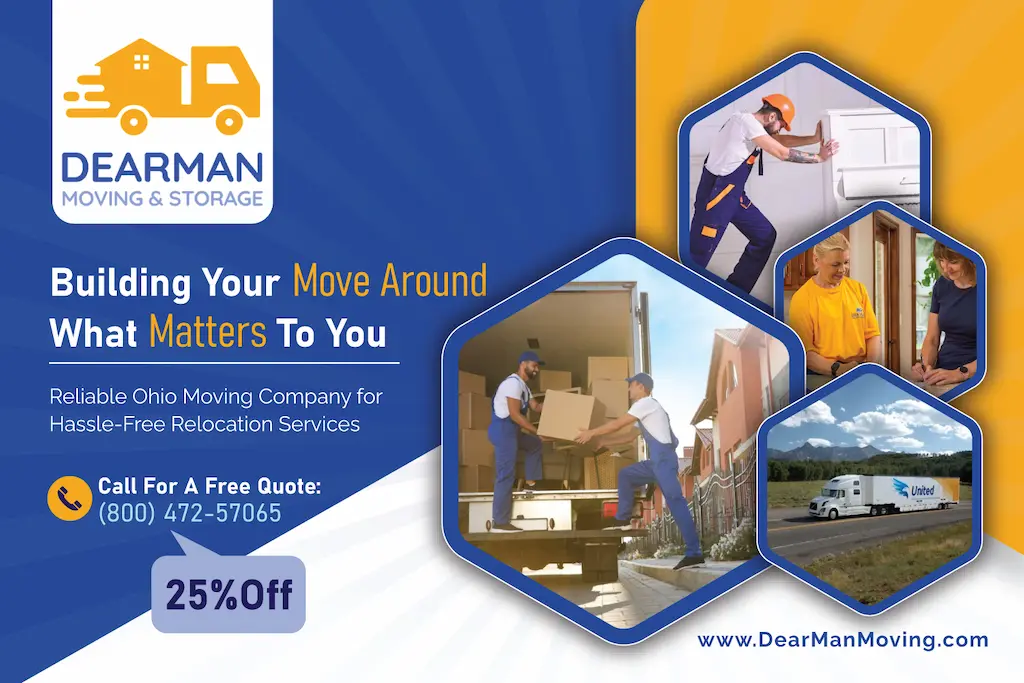 DEARMAN
MOVING & STORAGE
Building Your Move Around
What Matters To You
Reliable Ohio Moving Company for
Hassle-Free Relocation Services
Call For A Free Quote:
(800) 472-57065
25%Off
United
www.DearManMoving.com